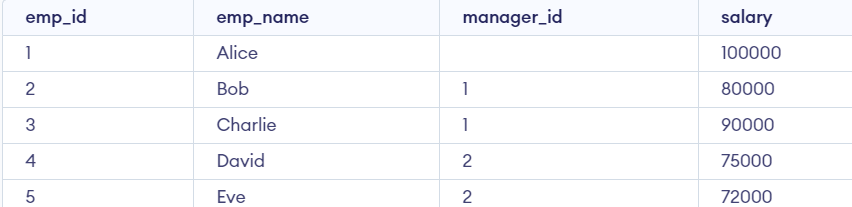 emp_id emp_name manager_id salary
1 Alice 100000
2 Bob 1 80000
3 Charlie 1 90000
4 David 2 75000
5 Eve 2 72000